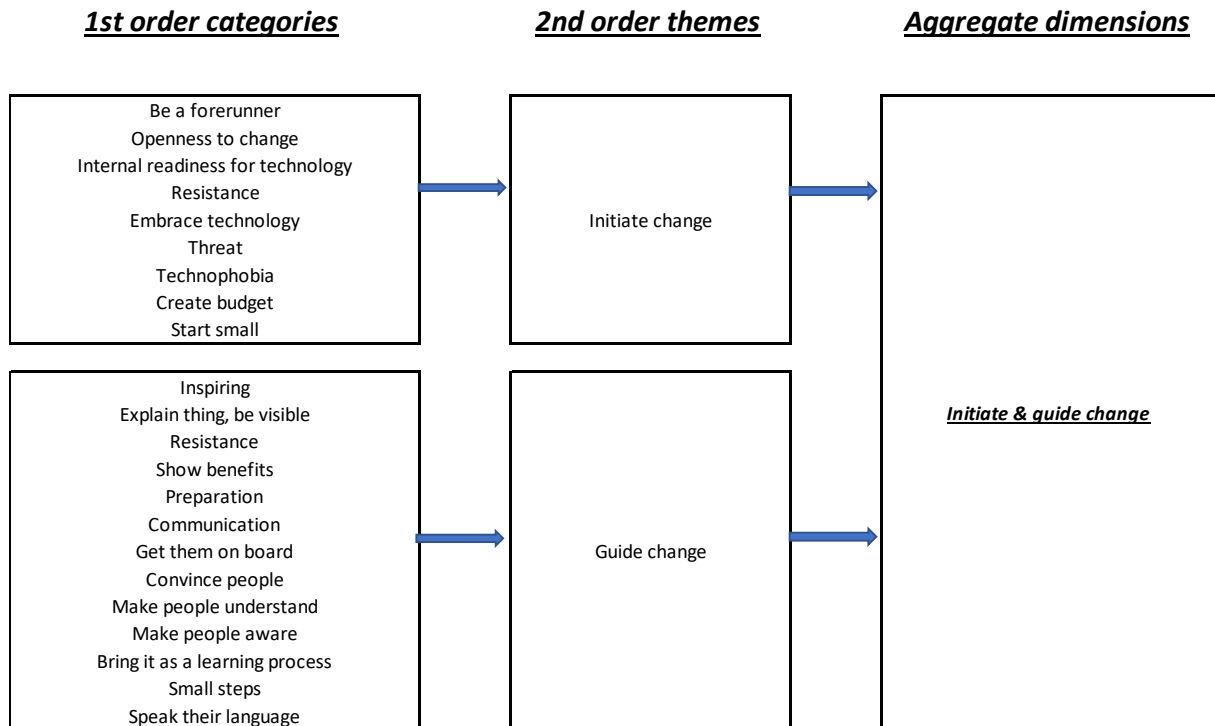 1st order categories
2nd order themes
Aggregate dimensions
Be a forerunner
Openness to change
Internal readiness for technology
Resistance
Embrace technology
Threat
Technophobia
Create budget
Start small
Initiate change
Inspiring
Explain thing, be visible
Resistance
Show benefits
Preparation
Communication
Get them on board
Convince people
Make people understand
Make people aware
Bring it as a learning process
Small steps
Speak their language
Guide change
Initiate & guide change